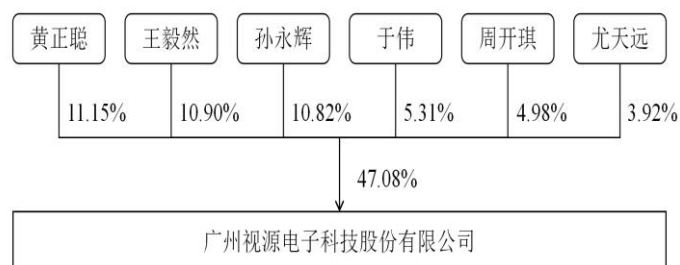 黄正聪 王毅然 孙永辉 于伟 周开琪 尤天远
11.15% 10.90% 10.82% 5.31% 4.98% 3.92%
47.08%
广州视源电子科技股份有限公司